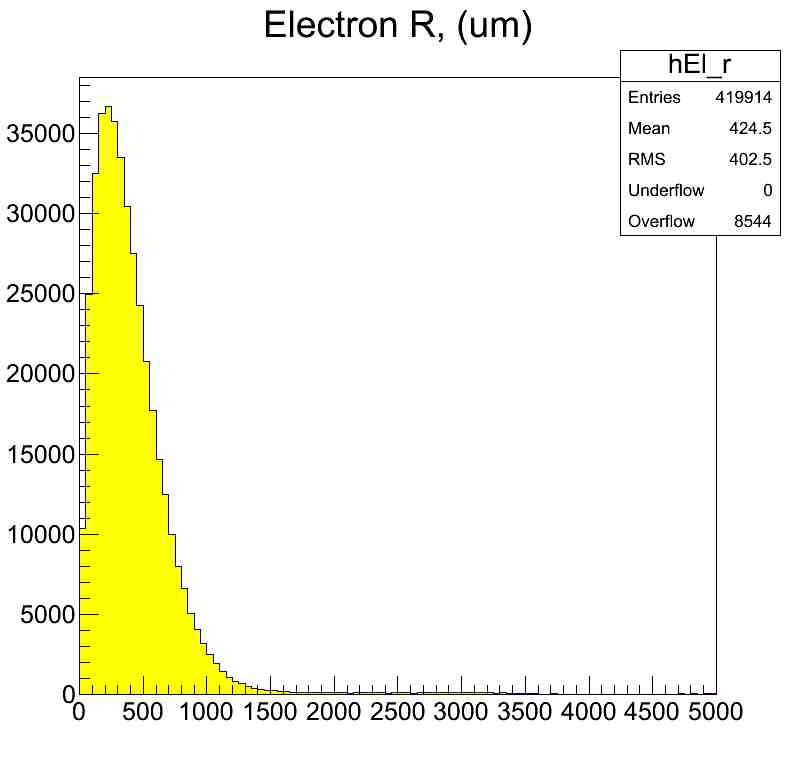 Electron R, (um)
hEl_r
Entries 419914
Mean 424.5
RMS 402.5
Underflow 0
Overflow 8544
35000
30000
25000
20000
15000
10000
5000
0
0 500 1000 1500 2000 2500 3000 3500 4000 4500 5000